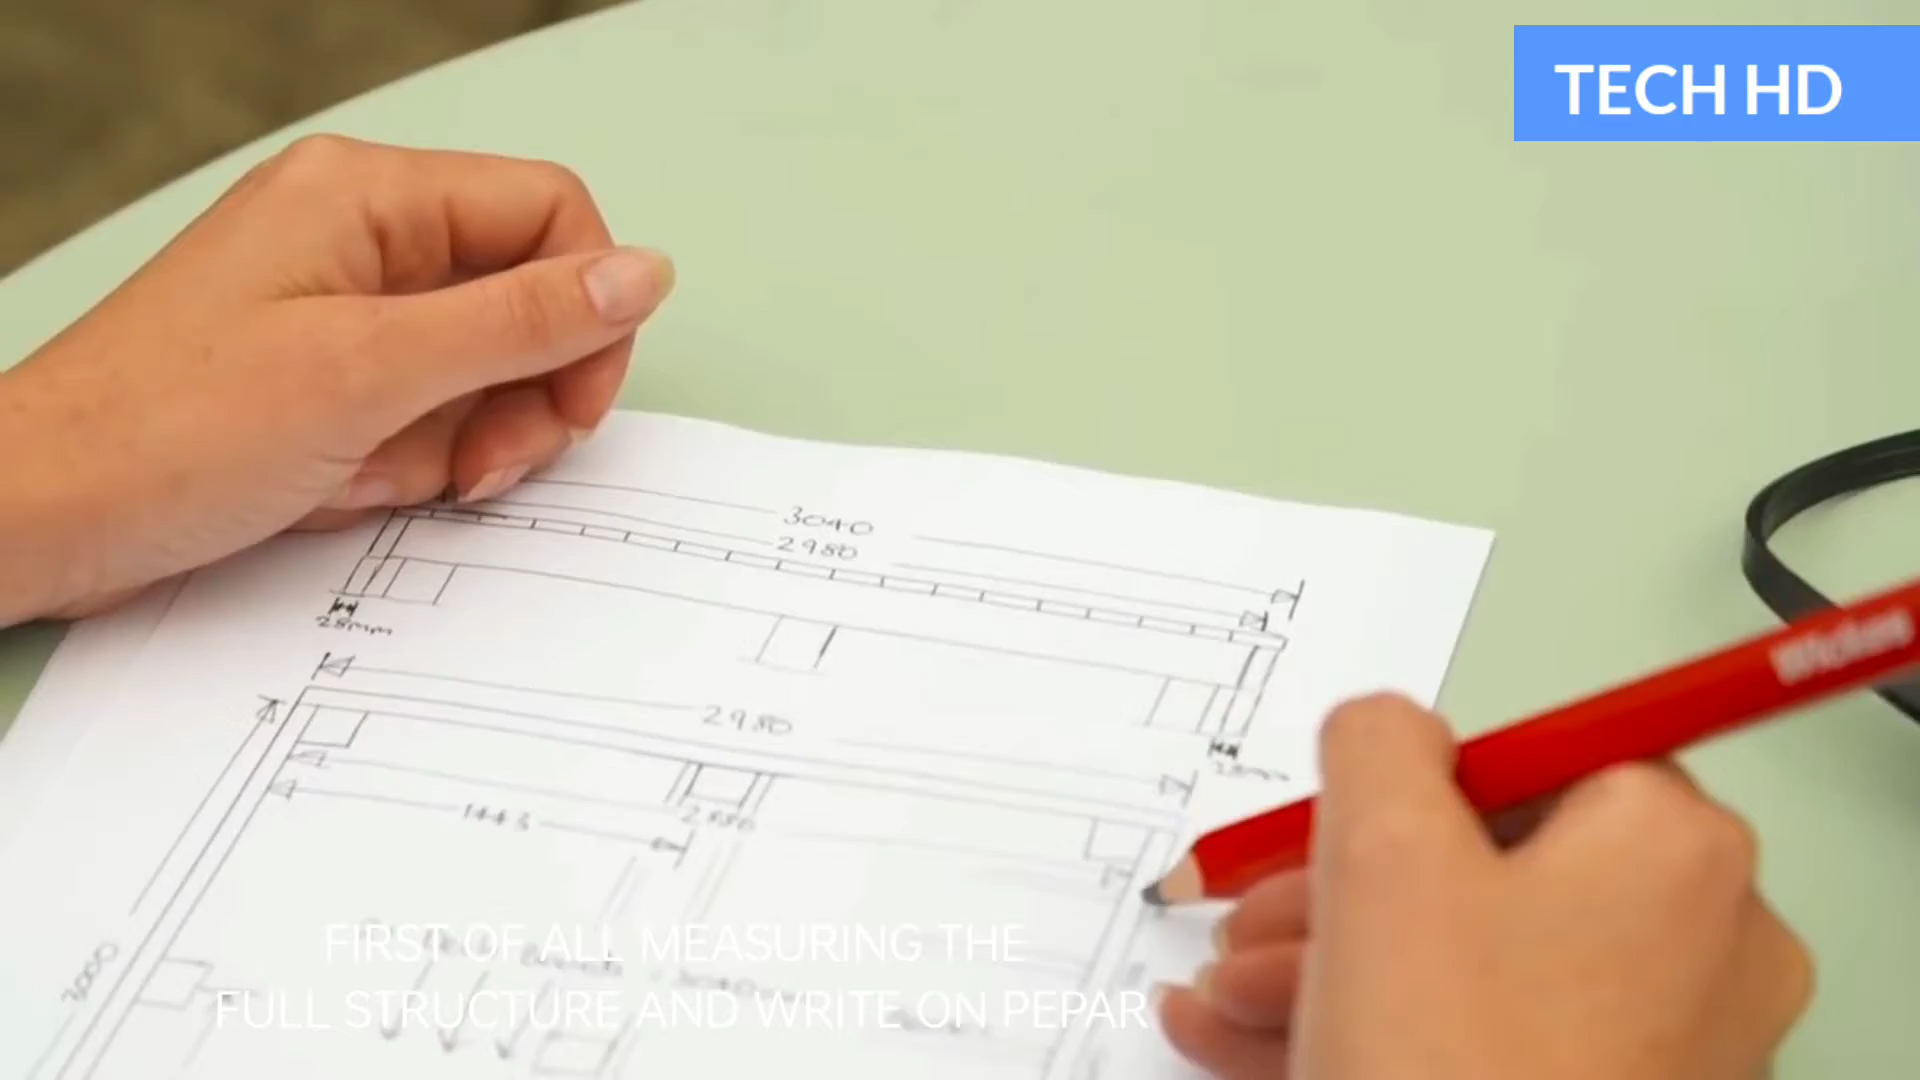 TECH HD
3040
2980
28mm
2980
28mm
1443
3000
FIRST OF ALL MEASURING THE
FULL STRUCTURE AND WRITE ON PEPAR